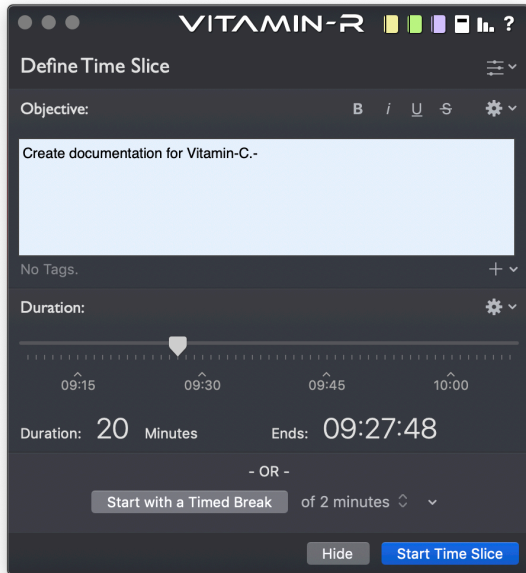 VITAMIN-R ?
Define Time Slice
Objective: B i U S
Create documentation for Vitamin-C.-
No Tags.
Duration:
09:15 09:30 09:45 10:00
Duration: 20 Minutes Ends: 09:27:48
- OR -
Start with a Timed Break of 2 minutes
Hide Start Time Slice